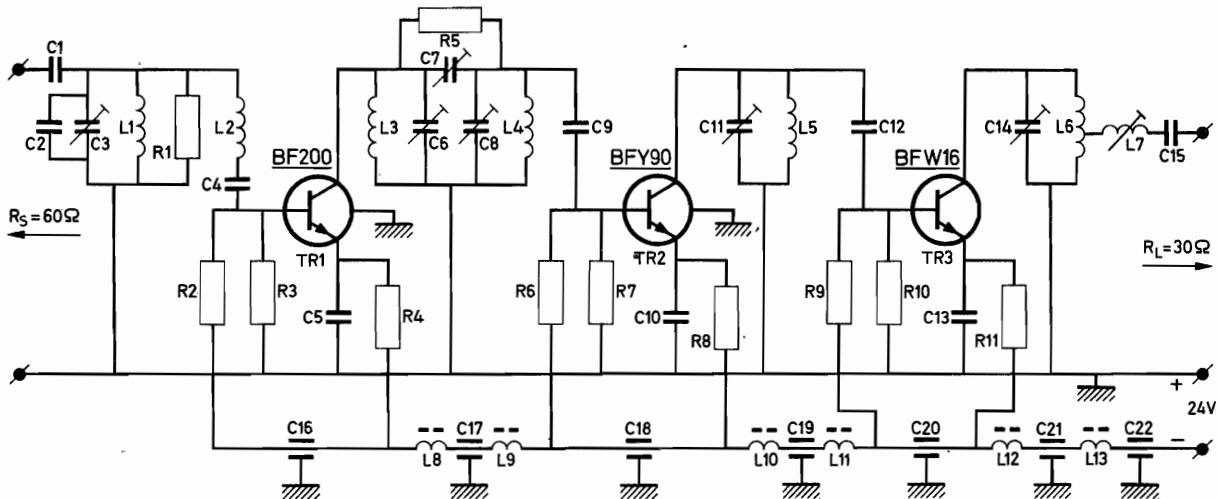 R5
C7
C1
C2
C3
L1
R1
L2
C4
BF200
TR1
L3
C6
C8
L4
C9
BFY90
TR2
C11
L5
C12
BFW16
TR3
C14
L6
L7
C15
RS=60Ω
RL=30Ω
R2
R3
C5
R4
R6
R7
C10
R8
R9
R10
C13
R11
+
24V
−
C16
L8
C17
L9
C18
L10
C19
L11
C20
L12
C21
L13
C22